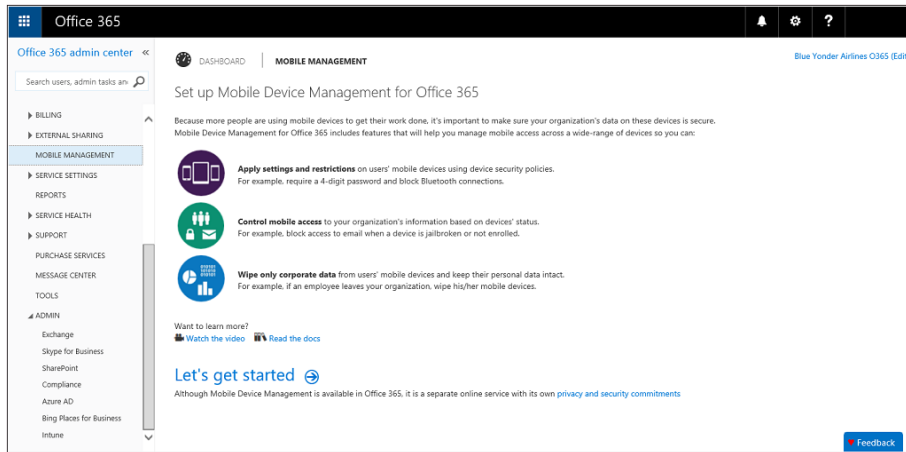 Office 365
?
Office 365 admin center «
Search users, admin tasks an
BILLING
EXTERNAL SHARING
MOBILE MANAGEMENT
SERVICE SETTINGS
REPORTS
SERVICE HEALTH
SUPPORT
PURCHASE SERVICES
MESSAGE CENTER
TOOLS
ADMIN
Exchange
Skype for Business
SharePoint
Compliance
Azure AD
Bing Places for Business
Intune
DASHBOARD | MOBILE MANAGEMENT
Blue Yonder Airlines O365 (Edit
Set up Mobile Device Management for Office 365
Because more people are using mobile devices to get their work done, it's important to make sure your organization's data on these devices is secure.
Mobile Device Management for Office 365 includes features that will help you manage mobile access across a wide-range of devices so you can:
Apply settings and restrictions on users' mobile devices using device security policies.
For example, require a 4-digit password and block Bluetooth connections.
Control mobile access to your organization's information based on devices' status.
For example, block access to email when a device is jailbroken or not enrolled.
Wipe only corporate data from users' mobile devices and keep their personal data intact.
For example, if an employee leaves your organization, wipe his/her mobile devices.
Want to learn more?
Watch the video Read the docs
Let's get started
Although Mobile Device Management is available in Office 365, it is a separate online service with its own privacy and security commitments
Feedback